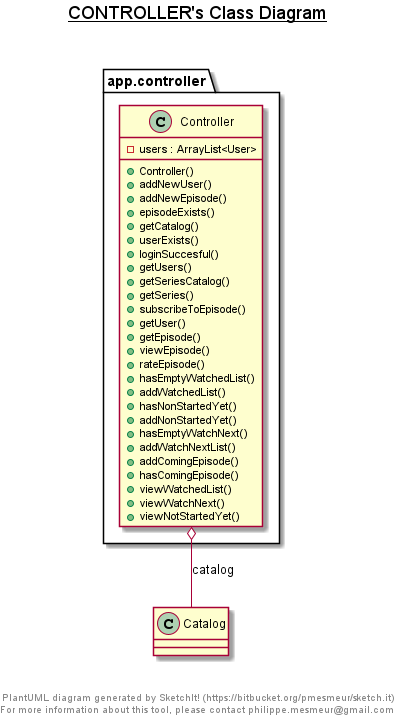 CONTROLLER's Class Diagram
app.controller
C Controller
users : ArrayList<User>
Controller()
addNewUser()
addNewEpisode()
episodeExists()
getCatalog()
userExists()
loginSuccesful()
getUsers()
getSeriesCatalog()
getSeries()
subscribeToEpisode()
getUser()
getEpisode()
viewEpisode()
rateEpisode()
hasEmptyWatchedList()
addWatchedList()
hasNonStartedYet()
addNonStartedYet()
hasEmptyWatchNext()
addWatchNextList()
addComingEpisode()
hasComingEpisode()
viewWatchedList()
viewWatchNext()
viewNotStartedYet()
catalog
C Catalog
PlantUML diagram generated by SketchIt! (https://bitbucket.org/pmesmeur/sketch.it)
For more information about this tool, please contact philippe.mesmeur@gmail.com